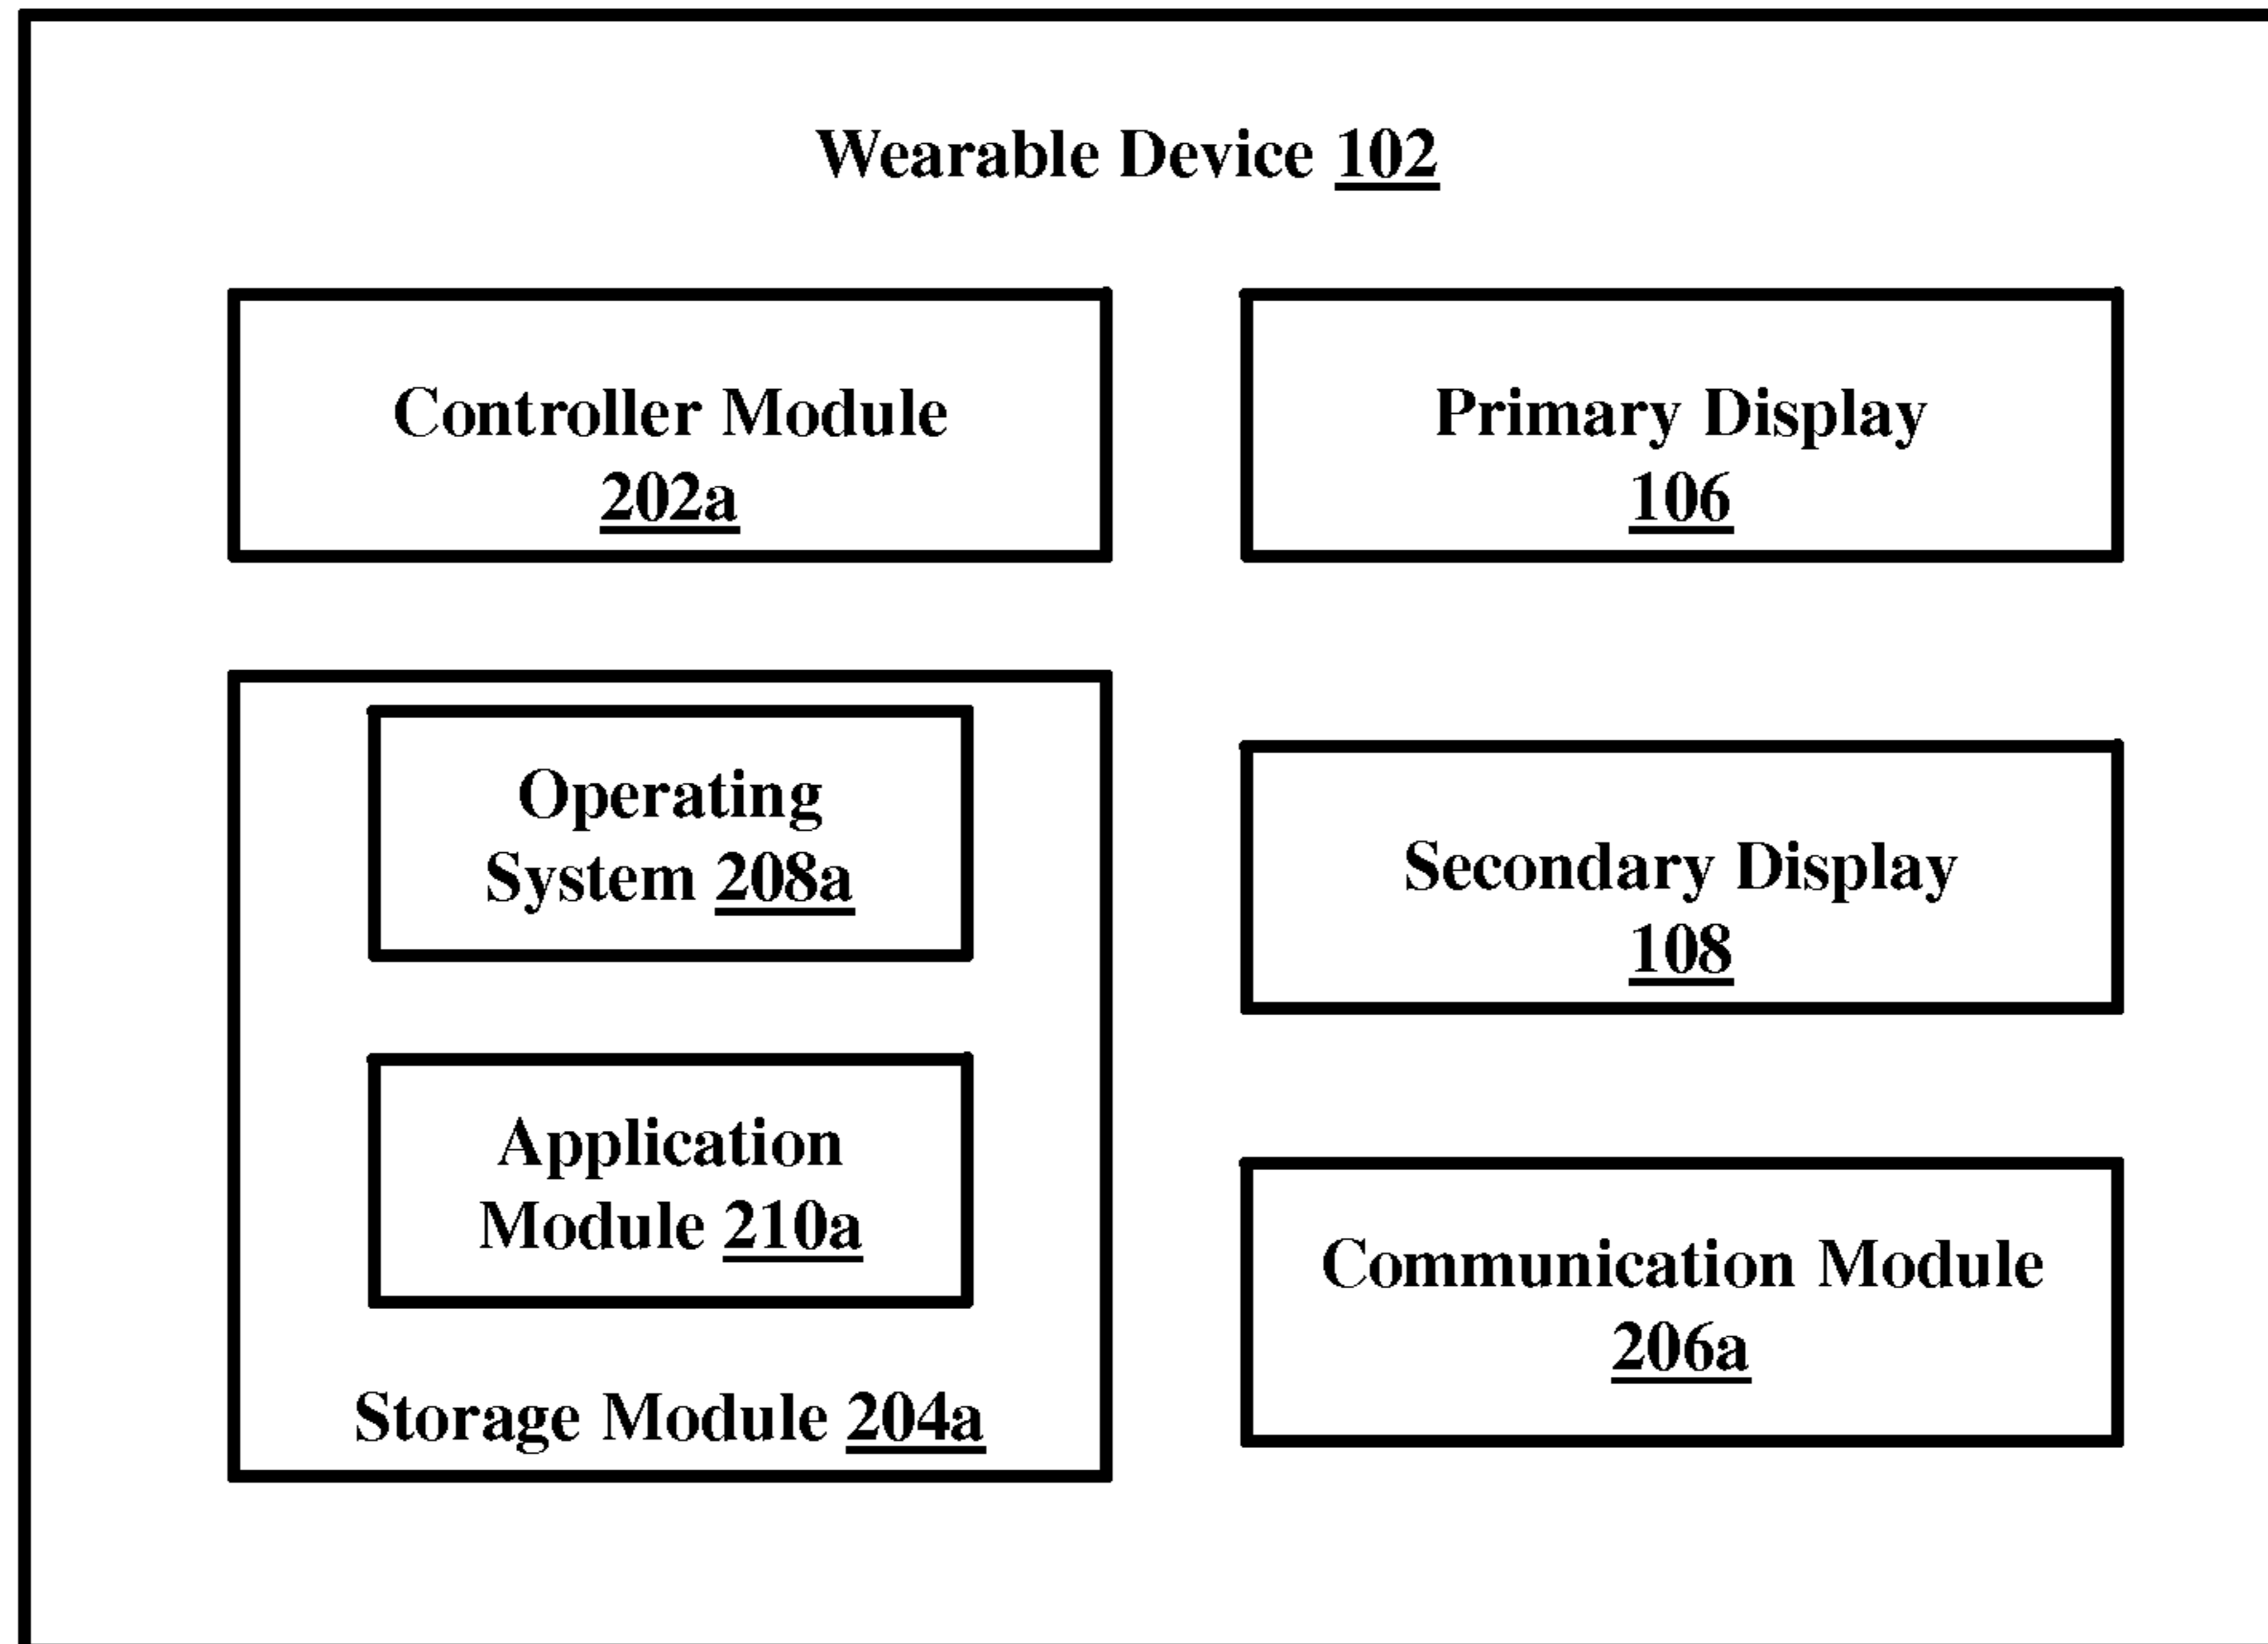 Wearable Device 102
Controller Module
202a
Primary Display
106
Operating
System 208a
Application
Module 210a
Storage Module 204a
Secondary Display
108
Communication Module
206a